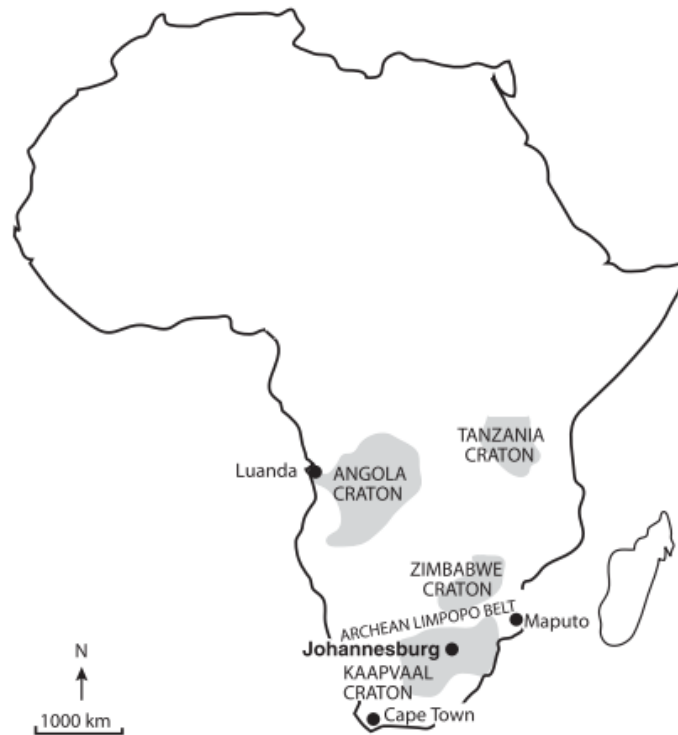 TANZANIA
CRATON
Luanda
ANGOLA
CRATON
ZIMBABWE
CRATON
ARCHEAN LIMPOPO BELT
Maputo
Johannesburg
KAAPVAAL
CRATON
Cape Town
N
1000 km